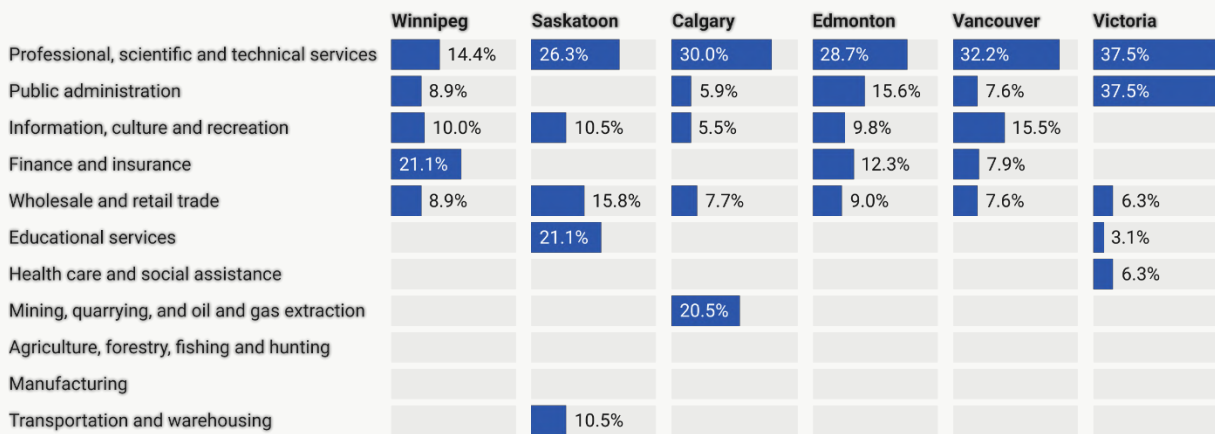 Winnipeg Saskatoon Calgary Edmonton Vancouver Victoria
Professional, scientific and technical services 14.4% 26.3% 30.0% 28.7% 32.2% 37.5%
Public administration 8.9% 5.9% 15.6% 7.6% 37.5%
Information, culture and recreation 10.0% 10.5% 5.5% 9.8% 15.5%
Finance and insurance 21.1% 12.3% 7.9%
Wholesale and retail trade 8.9% 15.8% 7.7% 9.0% 7.6% 6.3%
Educational services 21.1% 3.1%
Health care and social assistance 6.3%
Mining, quarrying, and oil and gas extraction 20.5%
Agriculture, forestry, fishing and hunting
Manufacturing
Transportation and warehousing 10.5%